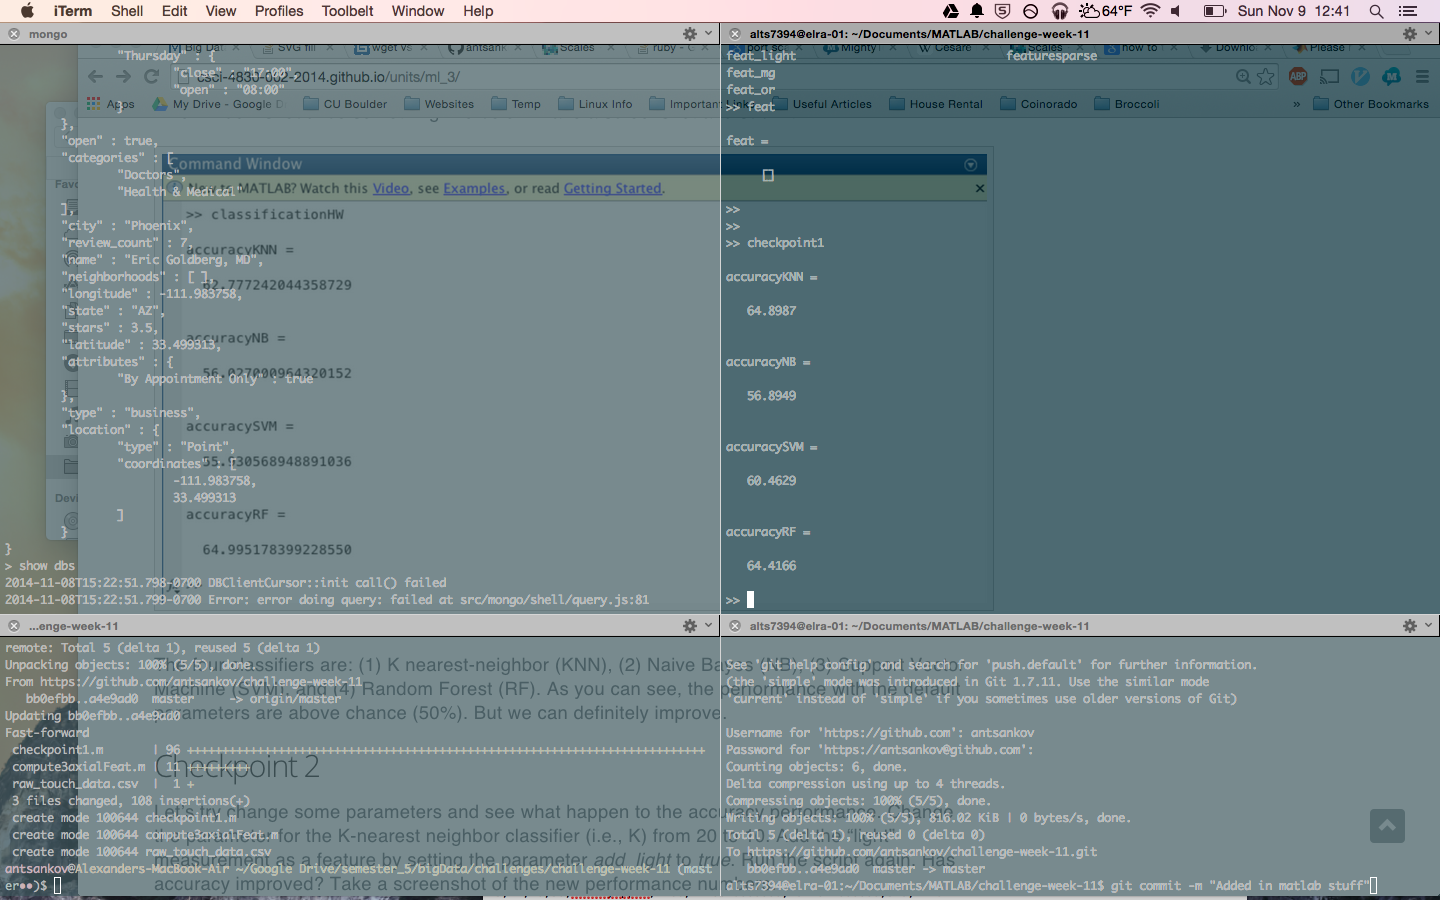 iTerm Shell Edit View Profiles Toolbelt Window Help 64°F Sun Nov 9 12:41
mongo
"Thursday" : {
"close" : "17:00"
"open" : "08:00"
}
},
"open" : true,
"categories" : [
"Doctors",
"Health & Medical"
],
"city" : "Phoenix",
"review_count" : 7,
"name" : "Eric Goldberg, MD",
"neighborhoods" : [ ],
"longitude" : -111.983758,
"state" : "AZ",
"stars" : 3.5,
"latitude" : 33.499313,
"attributes" : {
"By Appointment Only" : true
},
"type" : "business",
"location" : {
"type" : "Point",
"coordinates" : [
-111.983758,
33.499313
]
}
}
> show dbs
2014-11-08T15:22:51.798-0700 DBClientCursor::init call() failed
2014-11-08T15:22:51.799-0700 Error: error doing query: failed at src/mongo/shell/query.js:81
csci-4830-002-2014.github.io/units/ml_3/
Apps My Drive - Google D CU Boulder Websites Temp Linux Info Important Links Useful Articles House Rental Coinorado Broccoli » Other Bookmarks
Command Window
New to MATLAB? Watch this Video, see Examples, or read Getting Started.
>> classificationHW
accuracyKNN =
62.777242044358729
accuracyNB =
56.027000964320152
accuracySVM =
55.930568948891036
accuracyRF =
64.995178399228550
alts7394@elra-01: ~/Documents/MATLAB/challenge-week-11
feat_light featuresparse
feat_mg
feat_or
>> feat
feat =
>>
>>
>> checkpoint1
accuracyKNN =
64.8987
accuracyNB =
56.8949
accuracySVM =
60.4629
accuracyRF =
64.4166
>>
...enge-week-11
remote: Total 5 (delta 1), reused 5 (delta 1)
Unpacking objects: 100% (5/5), done.
From https://github.com/antsankov/challenge-week-11
bb0efbb..a4e9ad0 master -> origin/master
Updating bb0efbb..a4e9ad0
Fast-forward
checkpoint1.m | 96 +++++++++++++++++++++++++++++++++++++++++++++++++++++++++++++++++++++++++
compute3axialFeat.m | 11 +++++++++
raw_touch_data.csv | 1 +
3 files changed, 108 insertions(+)
create mode 100644 checkpoint1.m
create mode 100644 compute3axialFeat.m
create mode 100644 raw_touch_data.csv
antsankov@Alexanders-MacBook-Air ~/Google Drive/semester_5/bigData/challenges/challenge-week-11 (mast
er●●)$
The four classifiers are: (1) K nearest-neighbor (KNN), (2) Naive Bayes (NB), (3) Support Vector
Machine (SVM), and (4) Random Forest (RF). As you can see, the performance with the default
parameters are above chance (50%). But we can definitely improve.
Checkpoint 2
Let's try change some parameters and see what happen to the accuracy performance. Change
the parameter for the K-nearest neighbor classifier (i.e., K) from 20 to 10. Add the "light"
measurement as a feature by setting the parameter add_light to true. Run the script again. Has
accuracy improved? Take a screenshot of the new performance numbers.
alts7394@elra-01: ~/Documents/MATLAB/challenge-week-11
See 'git help config' and search for 'push.default' for further information.
(the 'simple' mode was introduced in Git 1.7.11. Use the similar mode
'current' instead of 'simple' if you sometimes use older versions of Git)
Username for 'https://github.com': antsankov
Password for 'https://antsankov@github.com':
Counting objects: 6, done.
Delta compression using up to 4 threads.
Compressing objects: 100% (5/5), done.
Writing objects: 100% (5/5), 816.02 KiB | 0 bytes/s, done.
Total 5 (delta 1), reused 0 (delta 0)
To https://github.com/antsankov/challenge-week-11.git
bb0efbb..a4e9ad0 master -> master
alts7394@elra-01:~/Documents/MATLAB/challenge-week-11$ git commit -m "Added in matlab stuff"